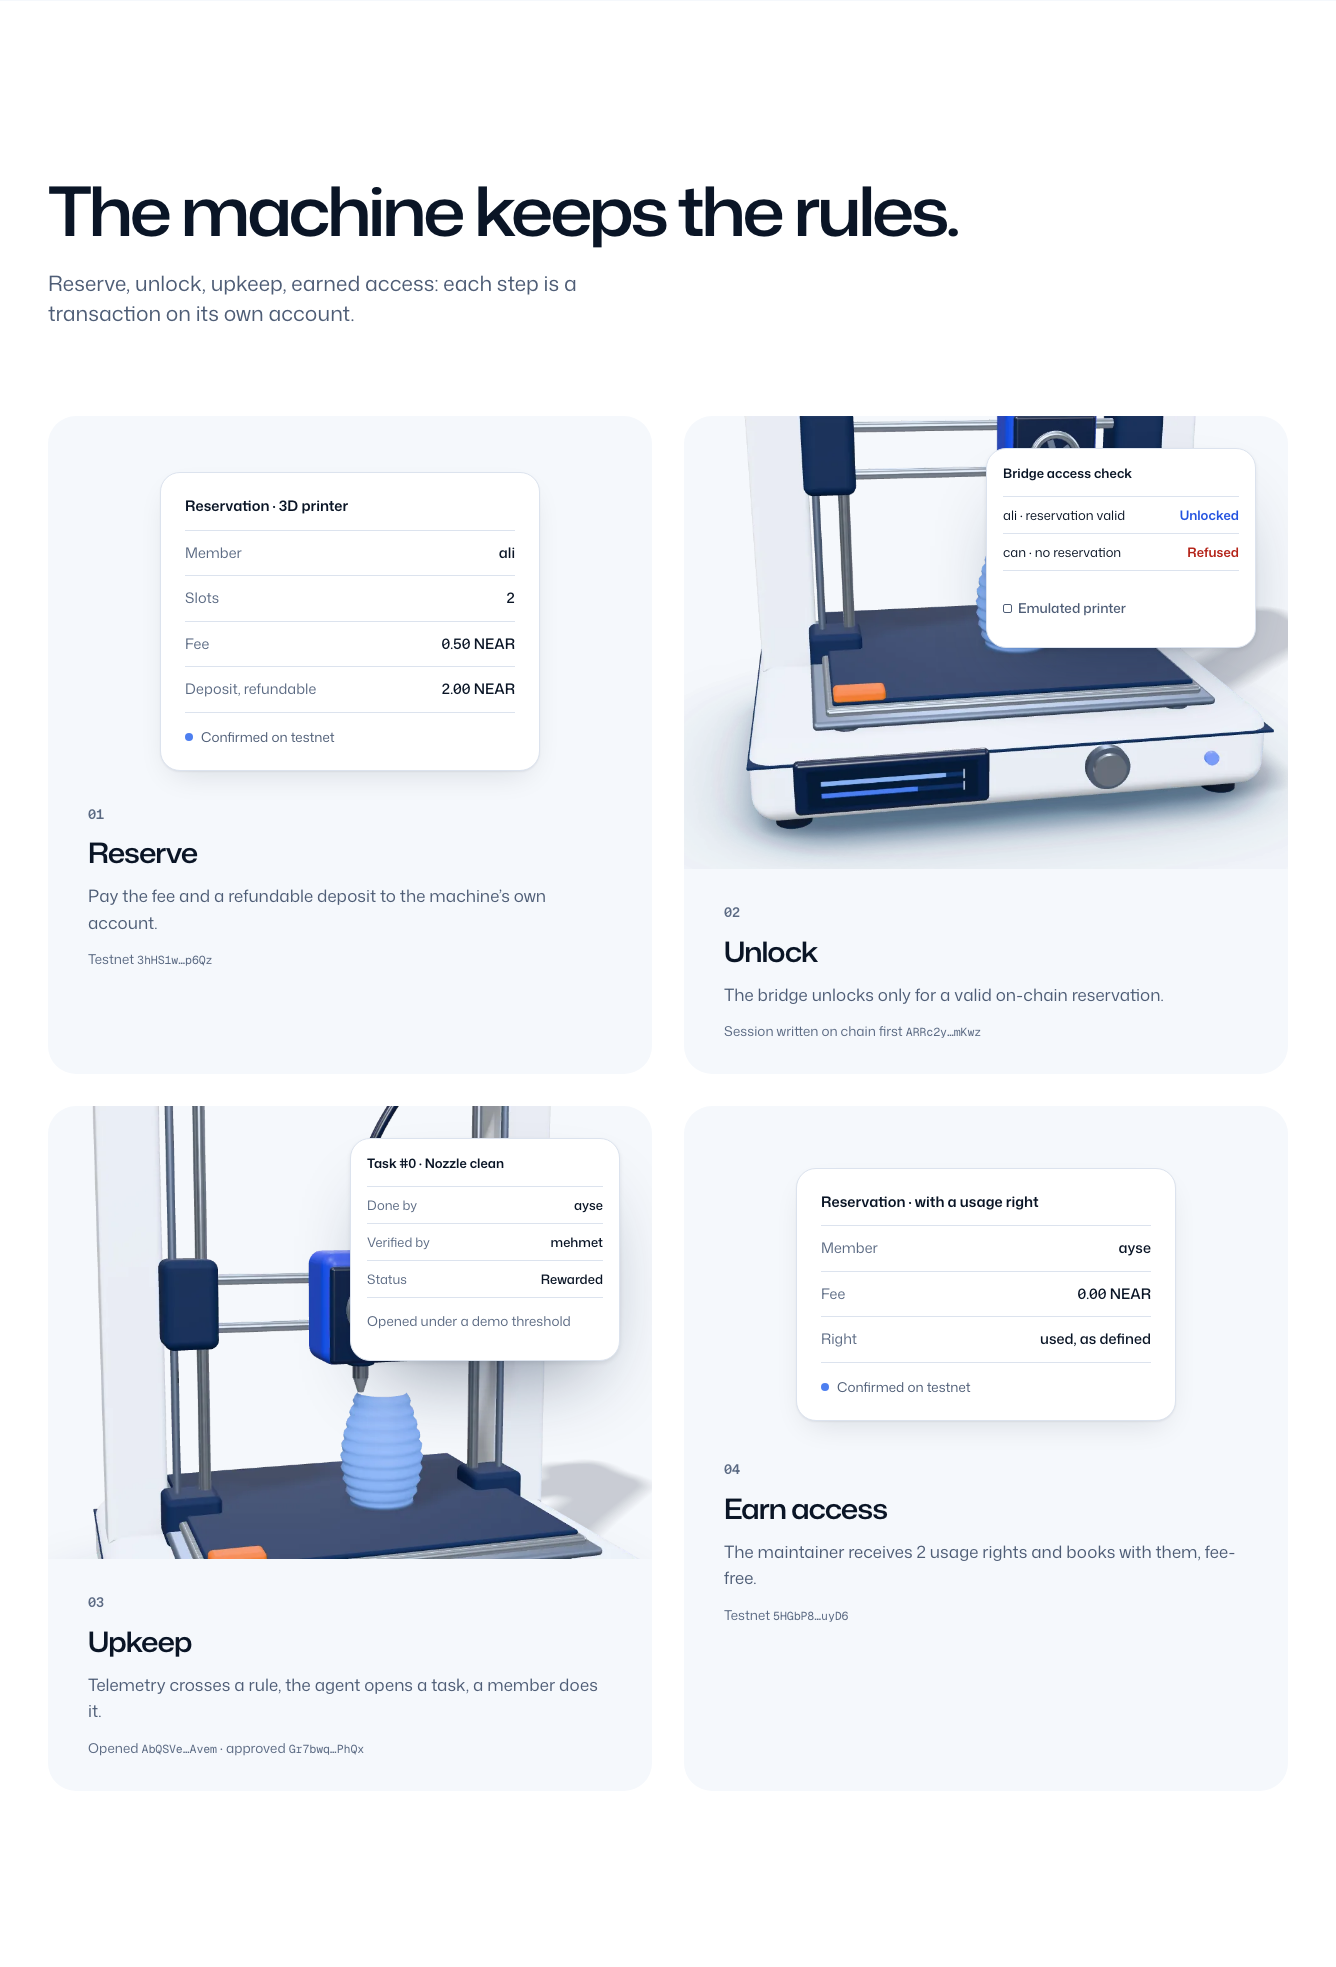 The machine keeps the rules.
Reserve, unlock, upkeep, earned access: each step is a
transaction on its own account.
Reservation · 3D printer
Member ali
Slots 2
Fee 0.50 NEAR
Deposit, refundable 2.00 NEAR
Confirmed on testnet
01
Reserve
Pay the fee and a refundable deposit to the machine’s own
account.
Testnet 3hHS1w…p6Qz
Bridge access check
ali · reservation valid Unlocked
can · no reservation Refused
Emulated printer
02
Unlock
The bridge unlocks only for a valid on-chain reservation.
Session written on chain first ARRc2y…mKwz
Task #0 · Nozzle clean
Done by ayse
Verified by mehmet
Status Rewarded
Opened under a demo threshold
03
Upkeep
Telemetry crosses a rule, the agent opens a task, a member does
it.
Opened AbQSVe…Avem · approved Gr7bwq…PhQx
Reservation · with a usage right
Member ayse
Fee 0.00 NEAR
Right used, as defined
Confirmed on testnet
04
Earn access
The maintainer receives 2 usage rights and books with them, fee-
free.
Testnet 5HGbP8…uyD6